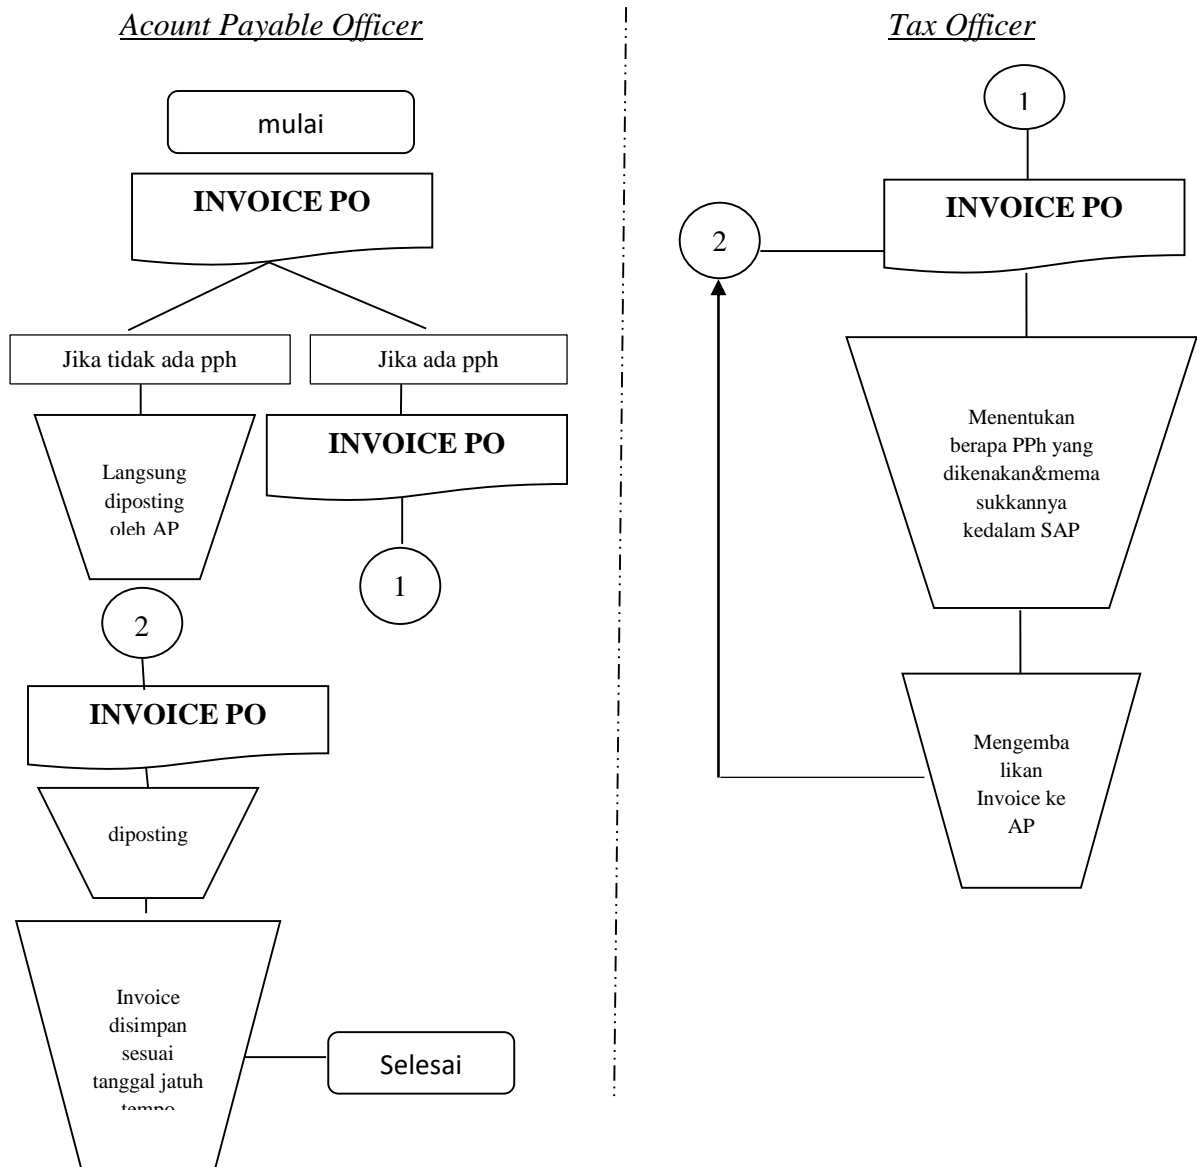 Acount Payable Officer
mulai
INVOICE PO
Jika tidak ada pph
Jika ada pph
Langsung
diposting
oleh AP
INVOICE PO
1
2
INVOICE PO
diposting
Invoice
disimpan
sesuai
tanggal jatuh
tempo
Selesai
Tax Officer
1
INVOICE PO
2
Menentukan
berapa PPh yang
dikenakan&mema
sukkannya
kedalam SAP
Mengemba
likan
Invoice ke
AP